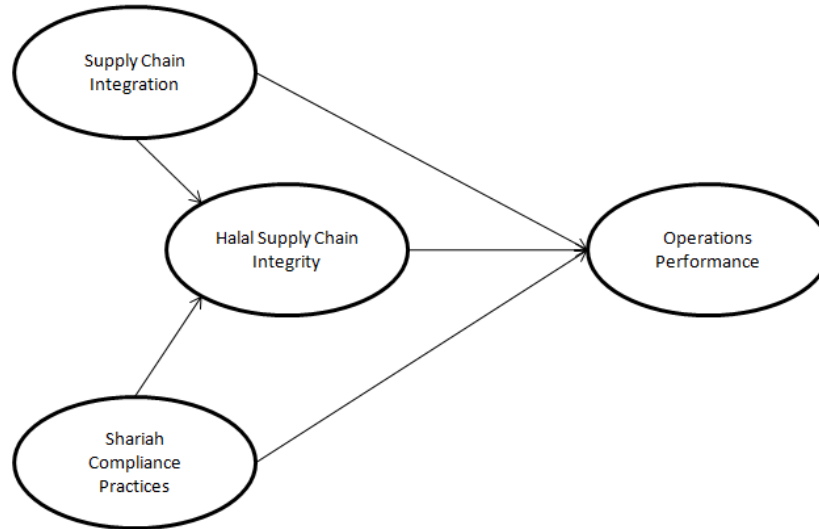 Supply Chain
Integration
Halal Supply Chain
Integrity
Operations
Performance
Shariah
Compliance
Practices